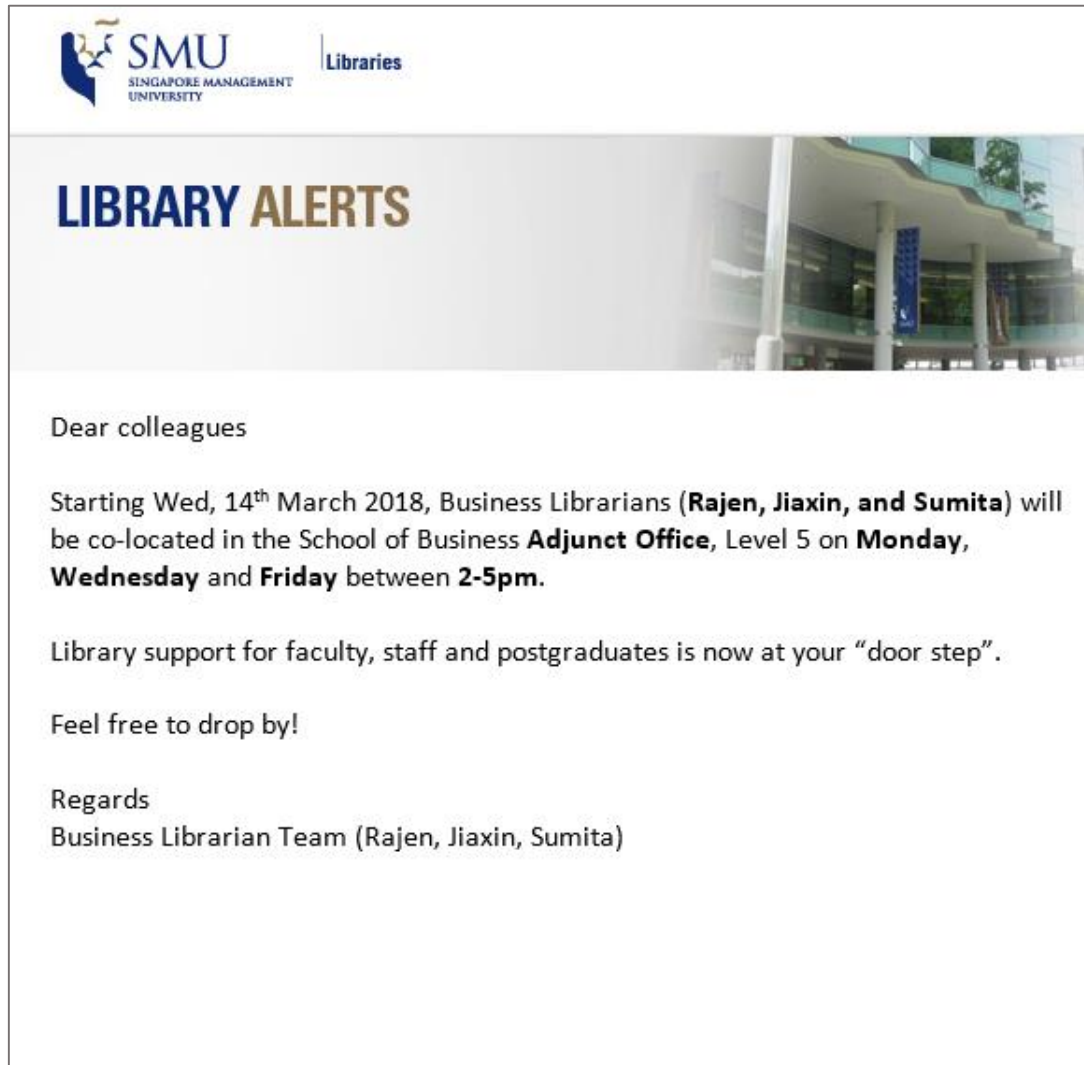 SMU
SINGAPORE MANAGEMENT
UNIVERSITY
Libraries
LIBRARY ALERTS
Dear colleagues
Starting Wed, 14th March 2018, Business Librarians (Rajen, Jiaxin, and Sumita) will
be co-located in the School of Business Adjunct Office, Level 5 on Monday,
Wednesday and Friday between 2-5pm.
Library support for faculty, staff and postgraduates is now at your “door step”.
Feel free to drop by!
Regards
Business Librarian Team (Rajen, Jiaxin, Sumita)